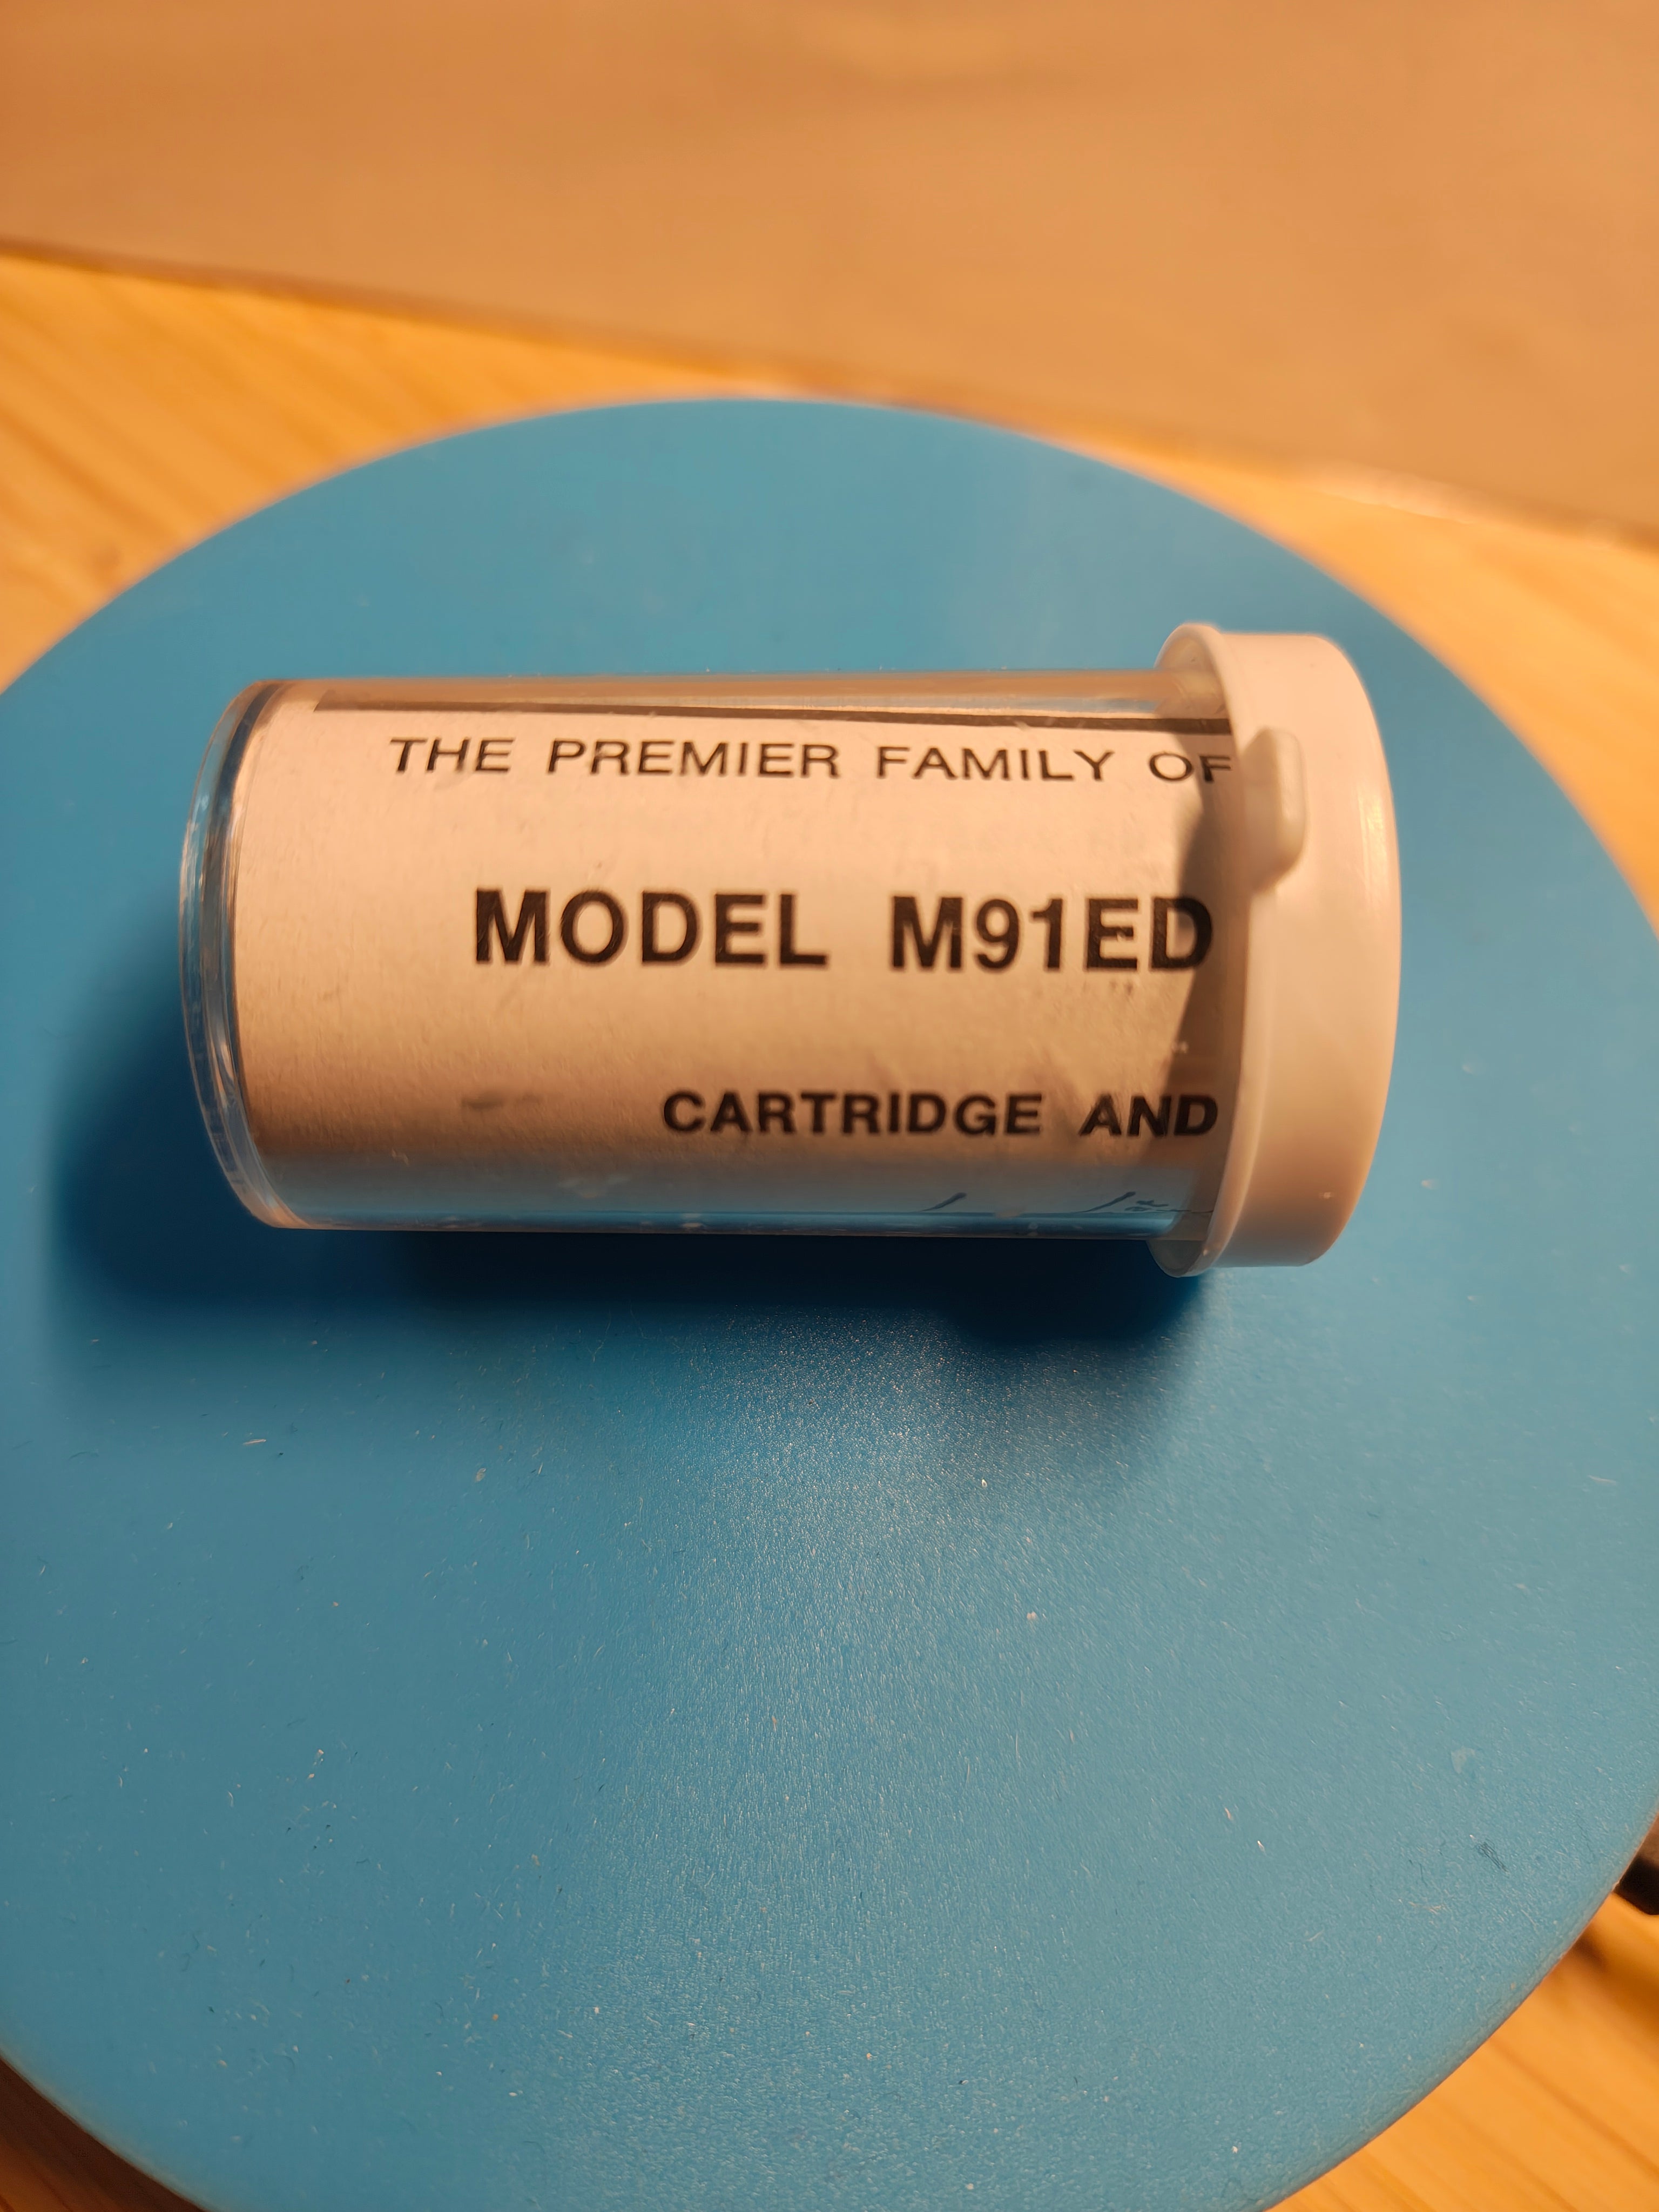 THE PREMIER FAMILY OF
MODEL M91ED
CARTRIDGE AND